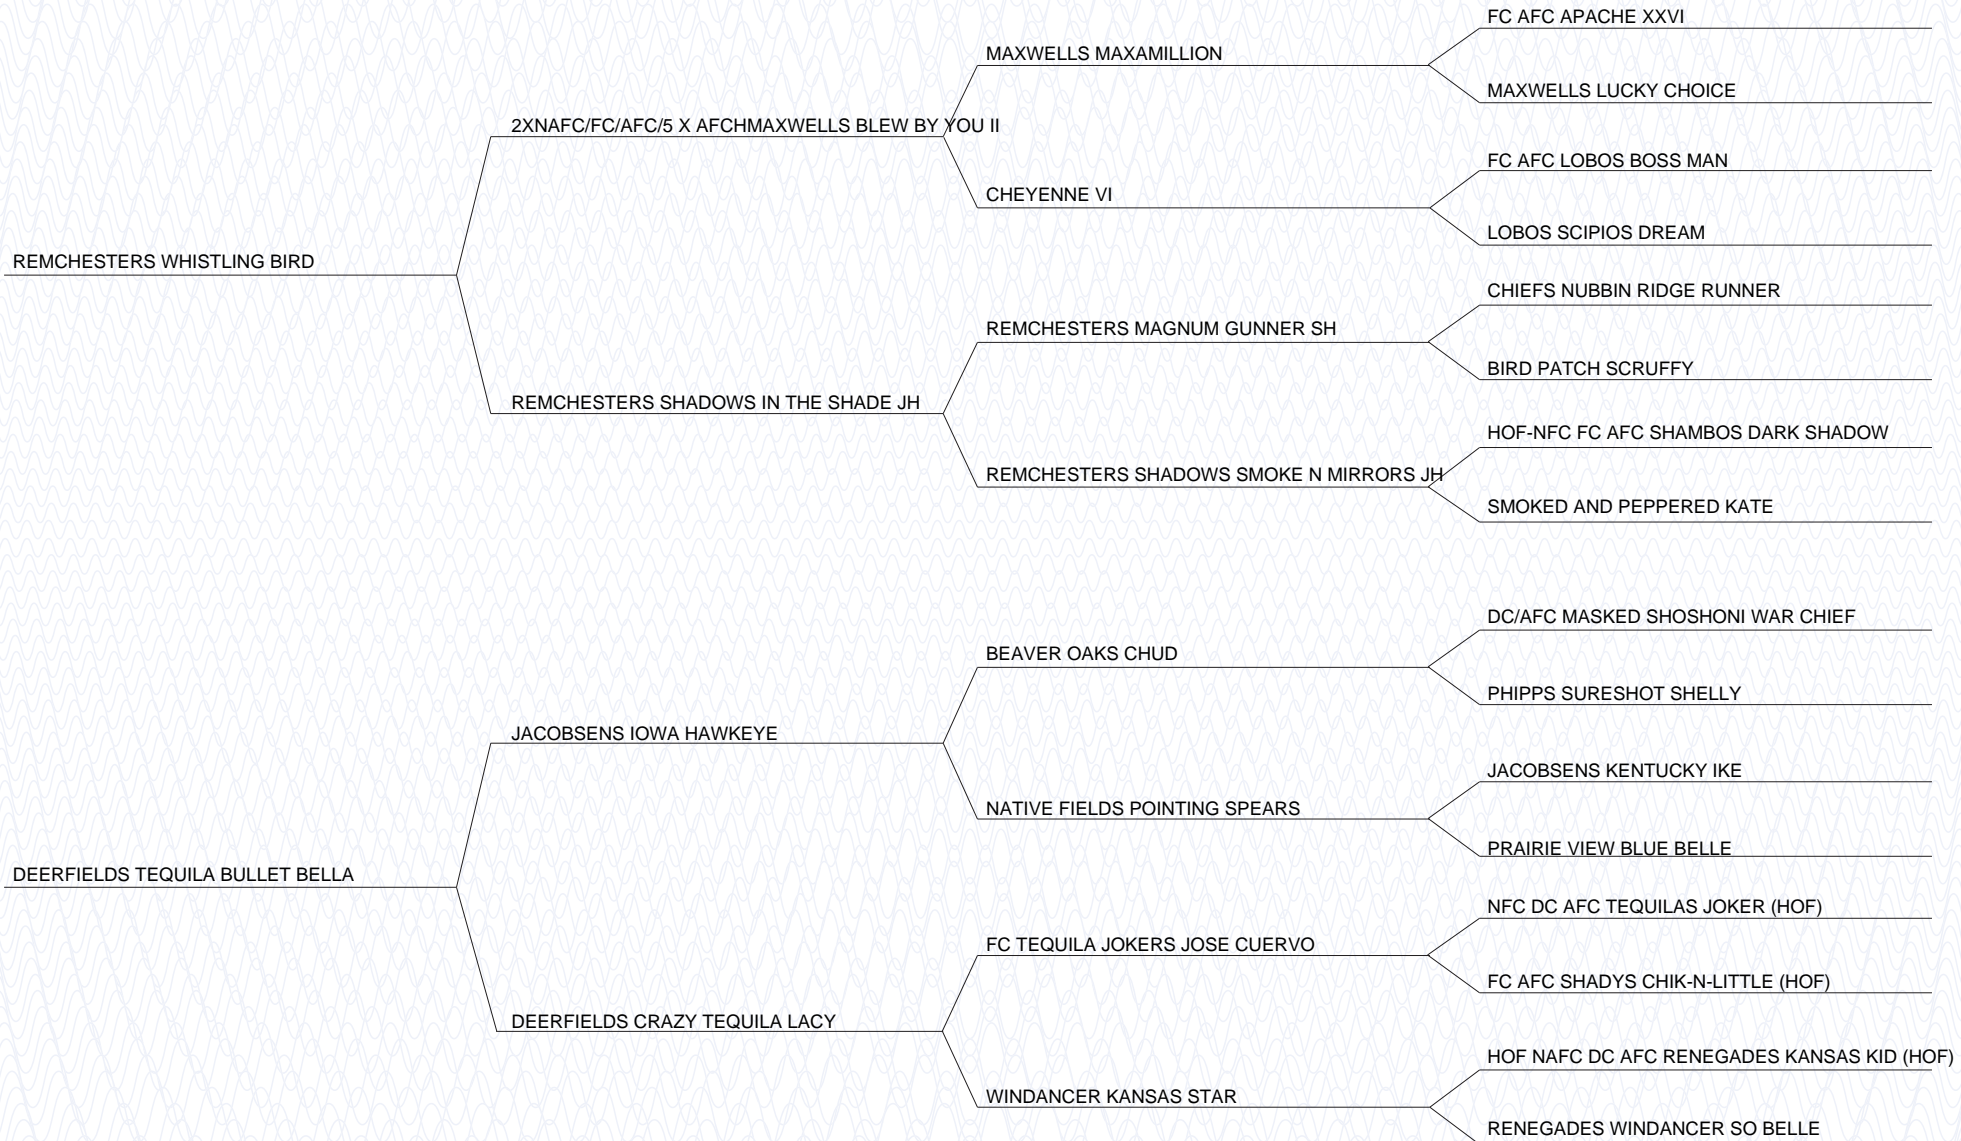 FC AFC APACHE XXVI
MAXWELLS MAXAMILLION
MAXWELLS LUCKY CHOICE
2XNAFC/FC/AFC/5 X AFCHMAXWELLS BLEW BY YOU II
FC AFC LOBOS BOSS MAN
CHEYENNE VI
LOBOS SCIPIOS DREAM
REMCHESTERS WHISTLING BIRD
CHIEFS NUBBIN RIDGE RUNNER
REMCHESTERS MAGNUM GUNNER SH
BIRD PATCH SCRUFFY
REMCHESTERS SHADOWS IN THE SHADE JH
HOF-NFC FC AFC SHAMBOS DARK SHADOW
REMCHESTERS SHADOWS SMOKE N MIRRORS JH
SMOKED AND PEPPERED KATE
DC/AFC MASKED SHOSHONI WAR CHIEF
BEAVER OAKS CHUD
PHIPPS SURESHOT SHELLY
JACOBSENS IOWA HAWKEYE
JACOBSENS KENTUCKY IKE
NATIVE FIELDS POINTING SPEARS
PRAIRIE VIEW BLUE BELLE
DEERFIELDS TEQUILA BULLET BELLA
NFC DC AFC TEQUILAS JOKER (HOF)
FC TEQUILA JOKERS JOSE CUERVO
FC AFC SHADYS CHIK-N-LITTLE (HOF)
DEERFIELDS CRAZY TEQUILA LACY
HOF NAFC DC AFC RENEGADES KANSAS KID (HOF)
WINDANCER KANSAS STAR
RENEGADES WINDANCER SO BELLE